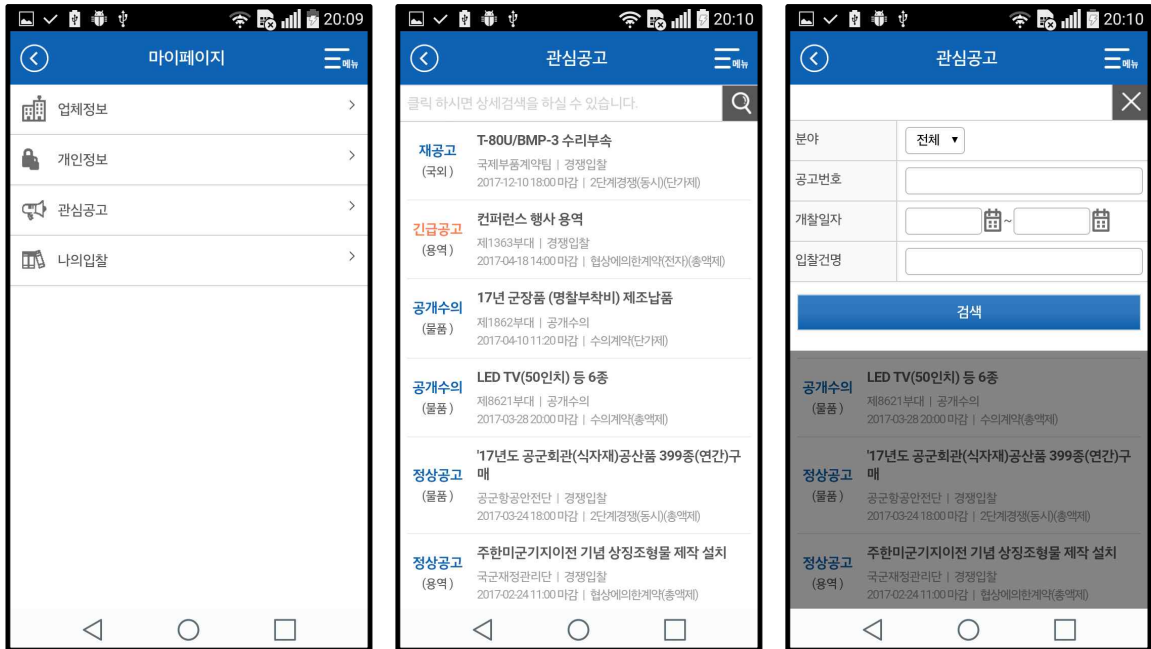 20:09
마이페이지
메뉴
업체정보
개인정보
관심공고
나의입찰
20:10
관심공고
메뉴
클릭 하시면 상세검색을 하실 수 있습니다.
재공고
(국외)
T-80U/BMP-3 수리부속
국제부품계약팀 | 경쟁입찰
2017-12-10 18:00 마감 | 2단계경쟁(동시)(단가제)
긴급공고
(용역)
컨퍼런스 행사 용역
제1363부대 | 경쟁입찰
2017-04-18 14:00 마감 | 협상에의한계약(전자)(총액제)
공개수의
(물품)
17년 군장품 (명찰부착비) 제조납품
제1862부대 | 공개수의
2017-04-10 11:20 마감 | 수의계약(단가제)
공개수의
(물품)
LED TV(50인치) 등 6종
제8621부대 | 공개수의
2017-03-28 20:00 마감 | 수의계약(총액제)
정상공고
(물품)
'17년도 공군회관(식자재)공산품 399종(연간)구
매
공군항공안전단 | 경쟁입찰
2017-03-24 18:00 마감 | 2단계경쟁(동시)(총액제)
정상공고
(용역)
주한미군기지이전 기념 상징조형물 제작 설치
국군재정관리단 | 경쟁입찰
2017-02-24 11:00 마감 | 협상에의한계약(총액제)
20:10
관심공고
메뉴
분야
전체
공고번호
개찰일자
~
입찰건명
검색
공개수의
(물품)
LED TV(50인치) 등 6종
제8621부대 | 공개수의
2017-03-28 20:00 마감 | 수의계약(총액제)
정상공고
(물품)
'17년도 공군회관(식자재)공산품 399종(연간)구
매
공군항공안전단 | 경쟁입찰
2017-03-24 18:00 마감 | 2단계경쟁(동시)(총액제)
정상공고
(용역)
주한미군기지이전 기념 상징조형물 제작 설치
국군재정관리단 | 경쟁입찰
2017-02-24 11:00 마감 | 협상에의한계약(총액제)